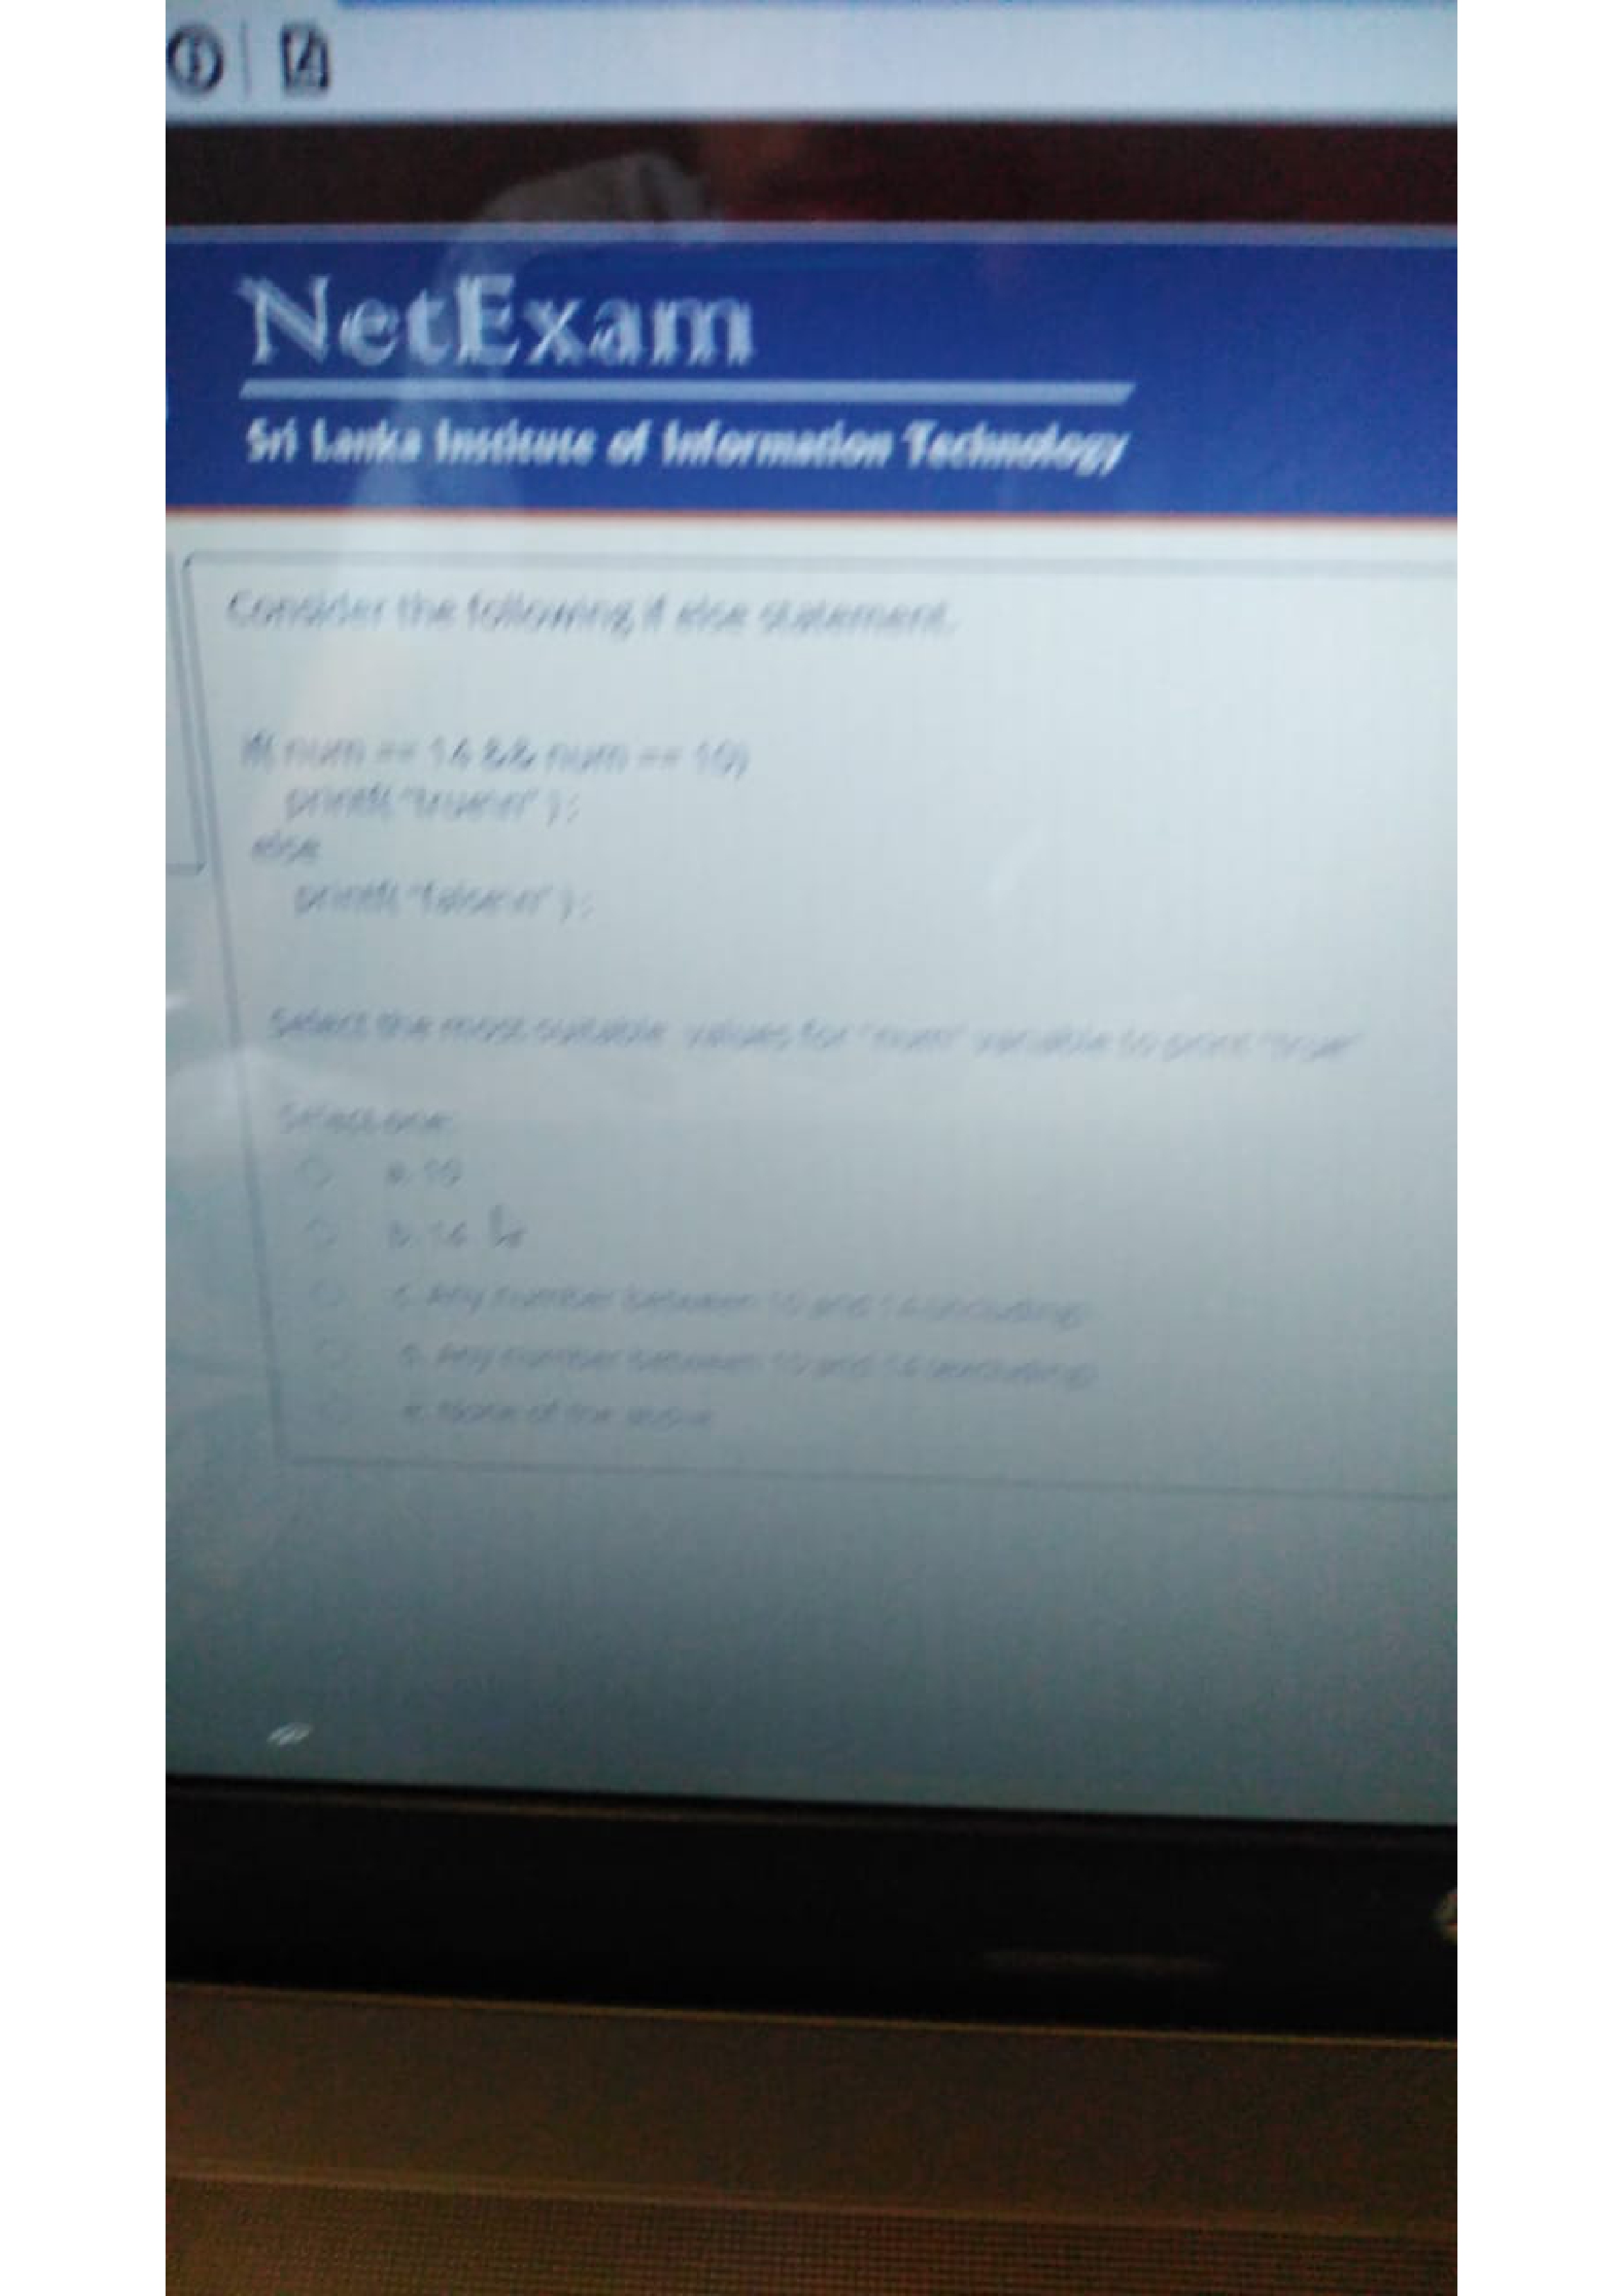 NetExam
Sri Lanka Institute of Information Technology
Consider the following if else statement.
if( num == 14 && num == 10)
printf( "true\n" );
else
printf( "false\n" );
Select the most suitable values for "num" variable to print "true"
Select one:
a. 10
b. 14
c. Any number between 10 and 14
d. Any number between 10 and 14
e. None of the above